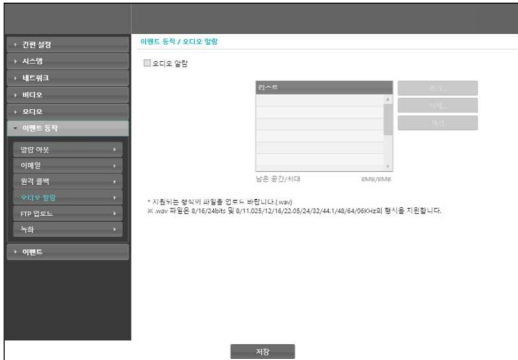 이벤트 동작 / 오디오 알람
간편 설정
시스템
네트워크
비디오
오디오
이벤트 동작
알람 아웃
이메일
원격 콜백
오디오 알람
FTP 업로드
녹화
이벤트
오디오 알람
리스트
남은 공간/최대
* 지원되는 형식의 파일을 업로드 바랍니다.(.wav)
※ .wav 파일은 8/16/24bits 및 8/11.025/12/16/22.05/24/32/44.1/48/64/96KHz의 형식을 지원합니다.
저장